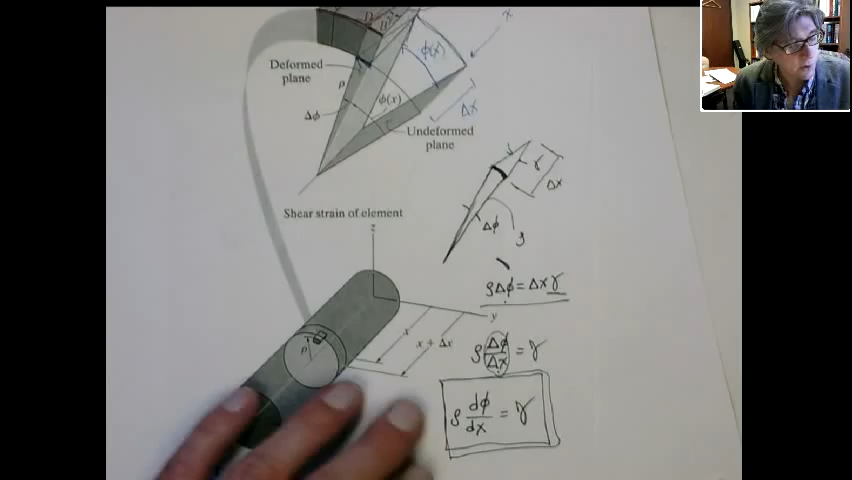 x
φ(x)
Deformed
plane
ρ
φ(x)
Δx
Δφ
Undeformed
plane
γ
Δx
Shear strain of element
Δφ
ρ
z
ρΔφ = Δxγ
y
x
x + Δx
ρ Δφ/Δx = γ
ρ
ρ dφ/dx = γ